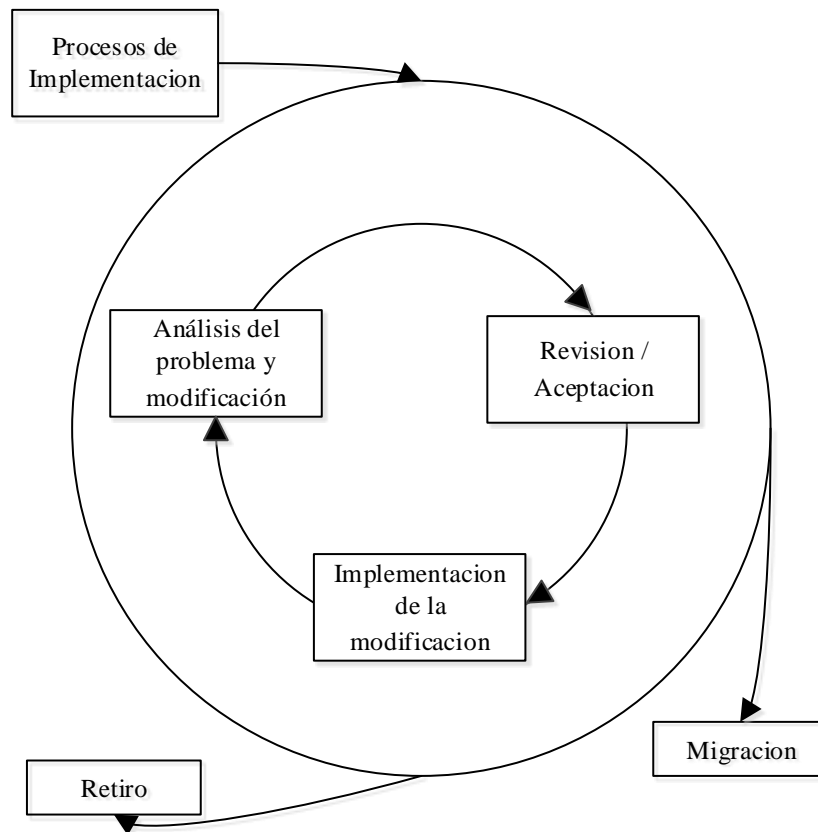 Procesos de
Implementacion
Análisis del
problema y
modificación
Revision /
Aceptacion
Implementacion
de la
modificacion
Migracion
Retiro